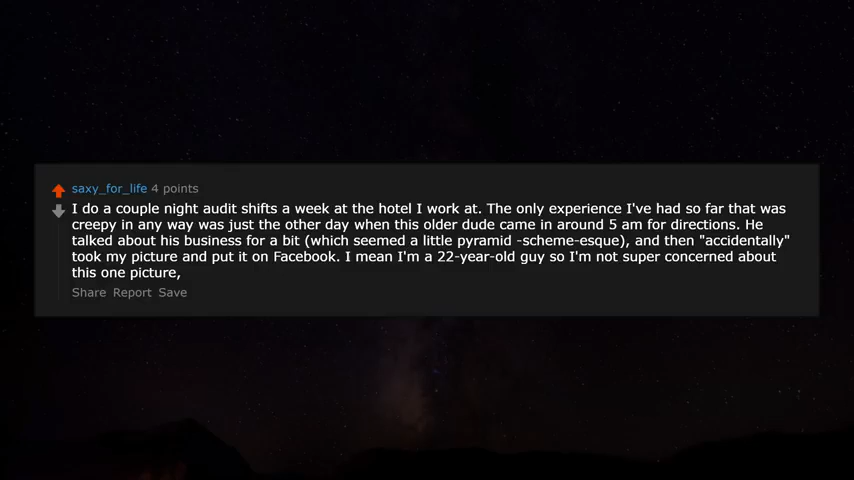 saxy_for_life 4 points
I do a couple night audit shifts a week at the hotel I work at. The only experience I've had so far that was
creepy in any way was just the other day when this older dude came in around 5 am for directions. He
talked about his business for a bit (which seemed a little pyramid -scheme-esque), and then "accidentally"
took my picture and put it on Facebook. I mean I'm a 22-year-old guy so I'm not super concerned about
this one picture,
Share Report Save